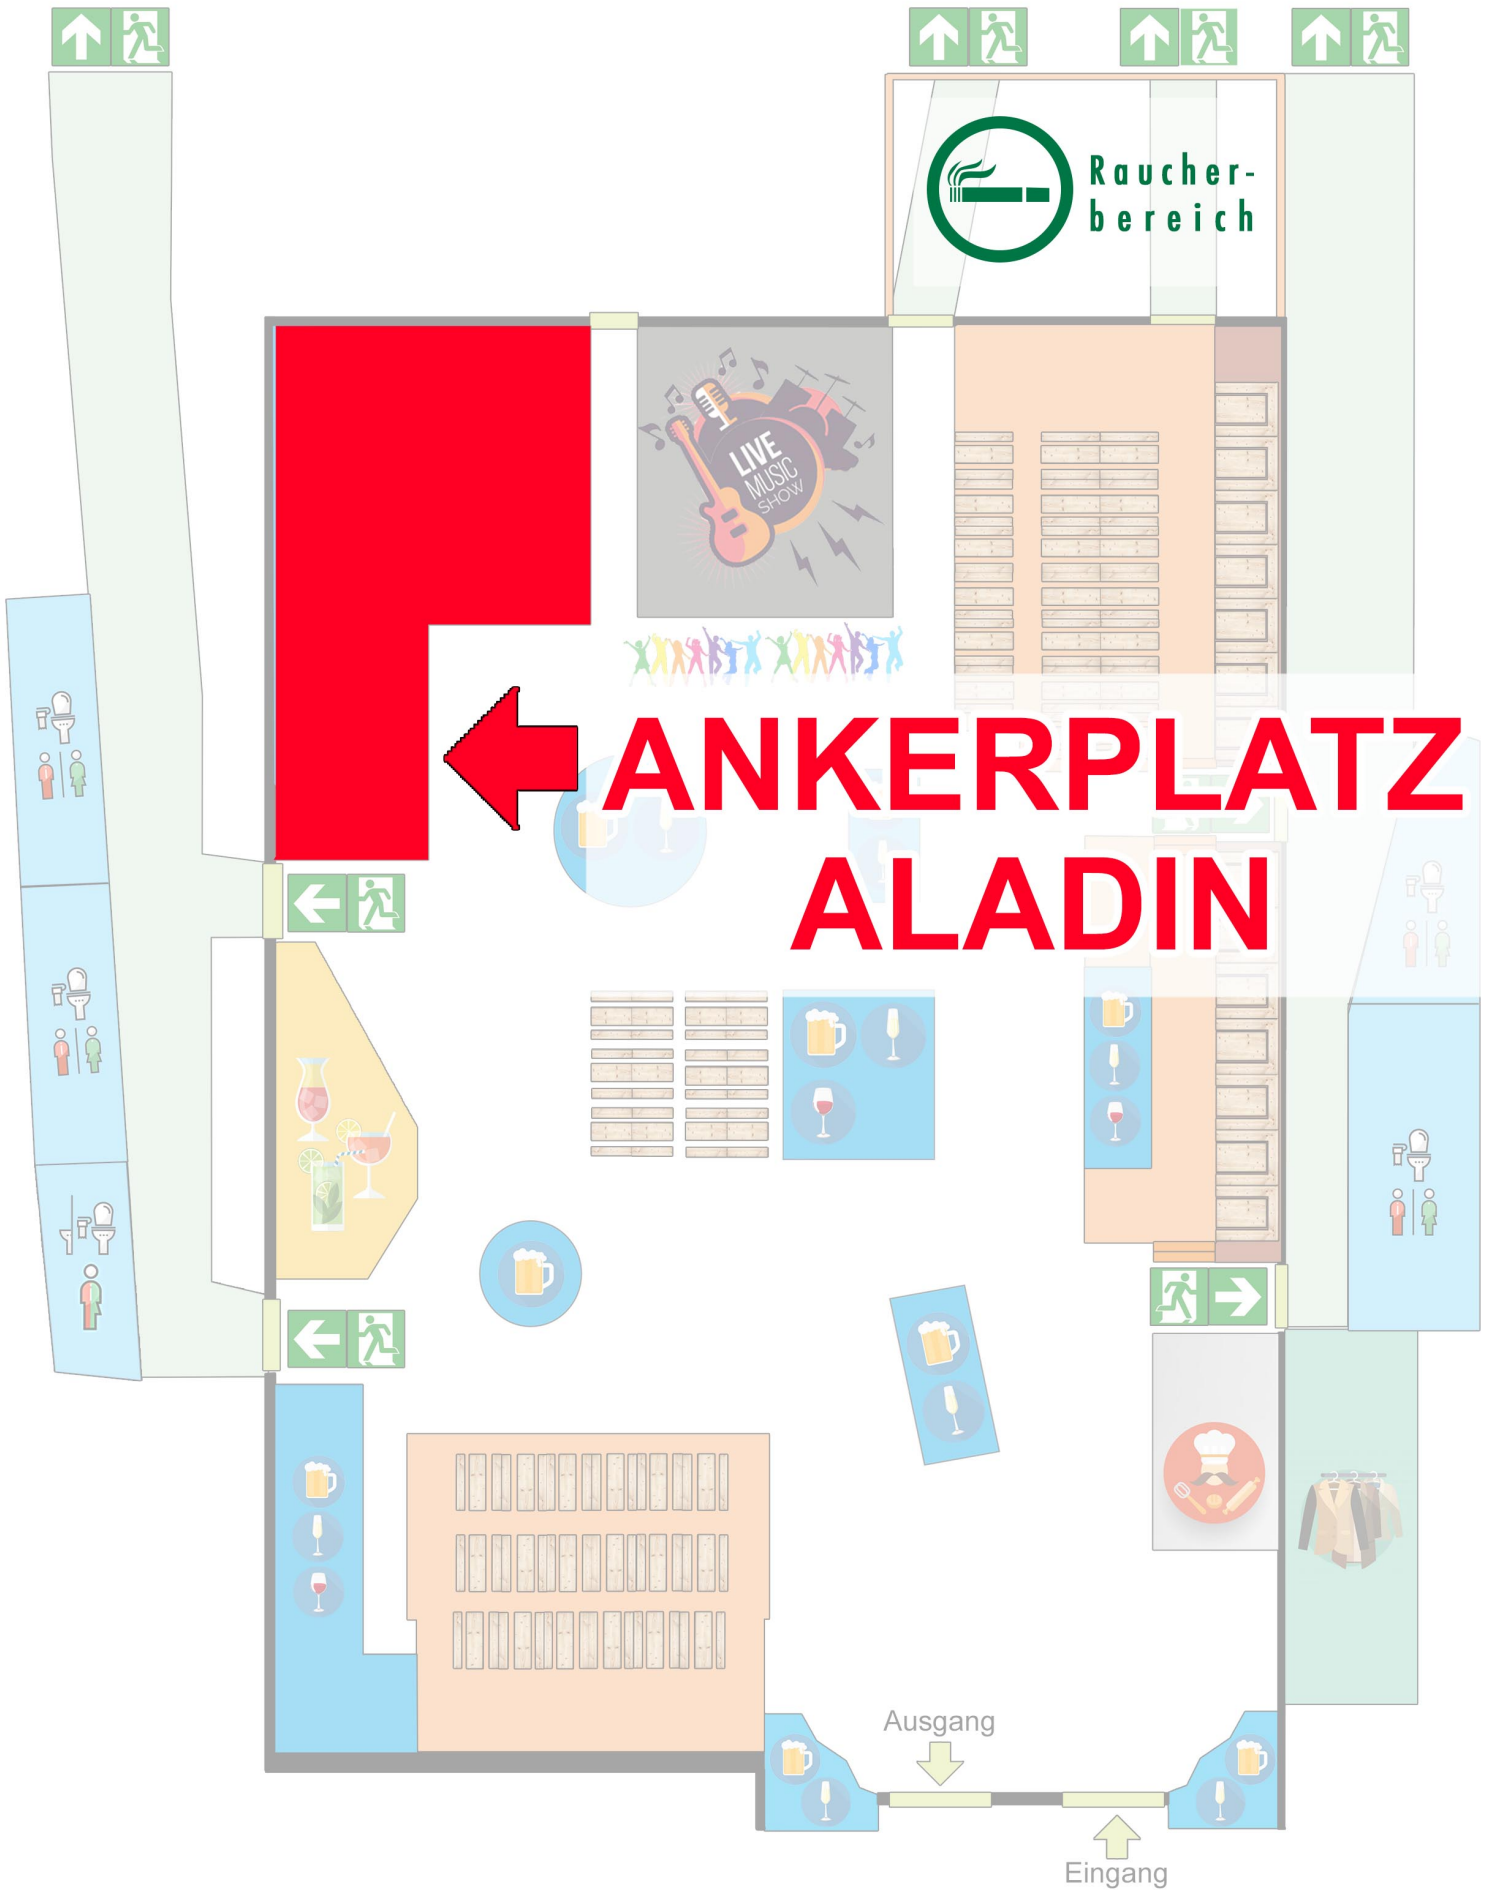 Raucher-
bereich
LIVE
MUSIC
SHOW
ANKERPLATZ
ALADIN
Ausgang
Eingang